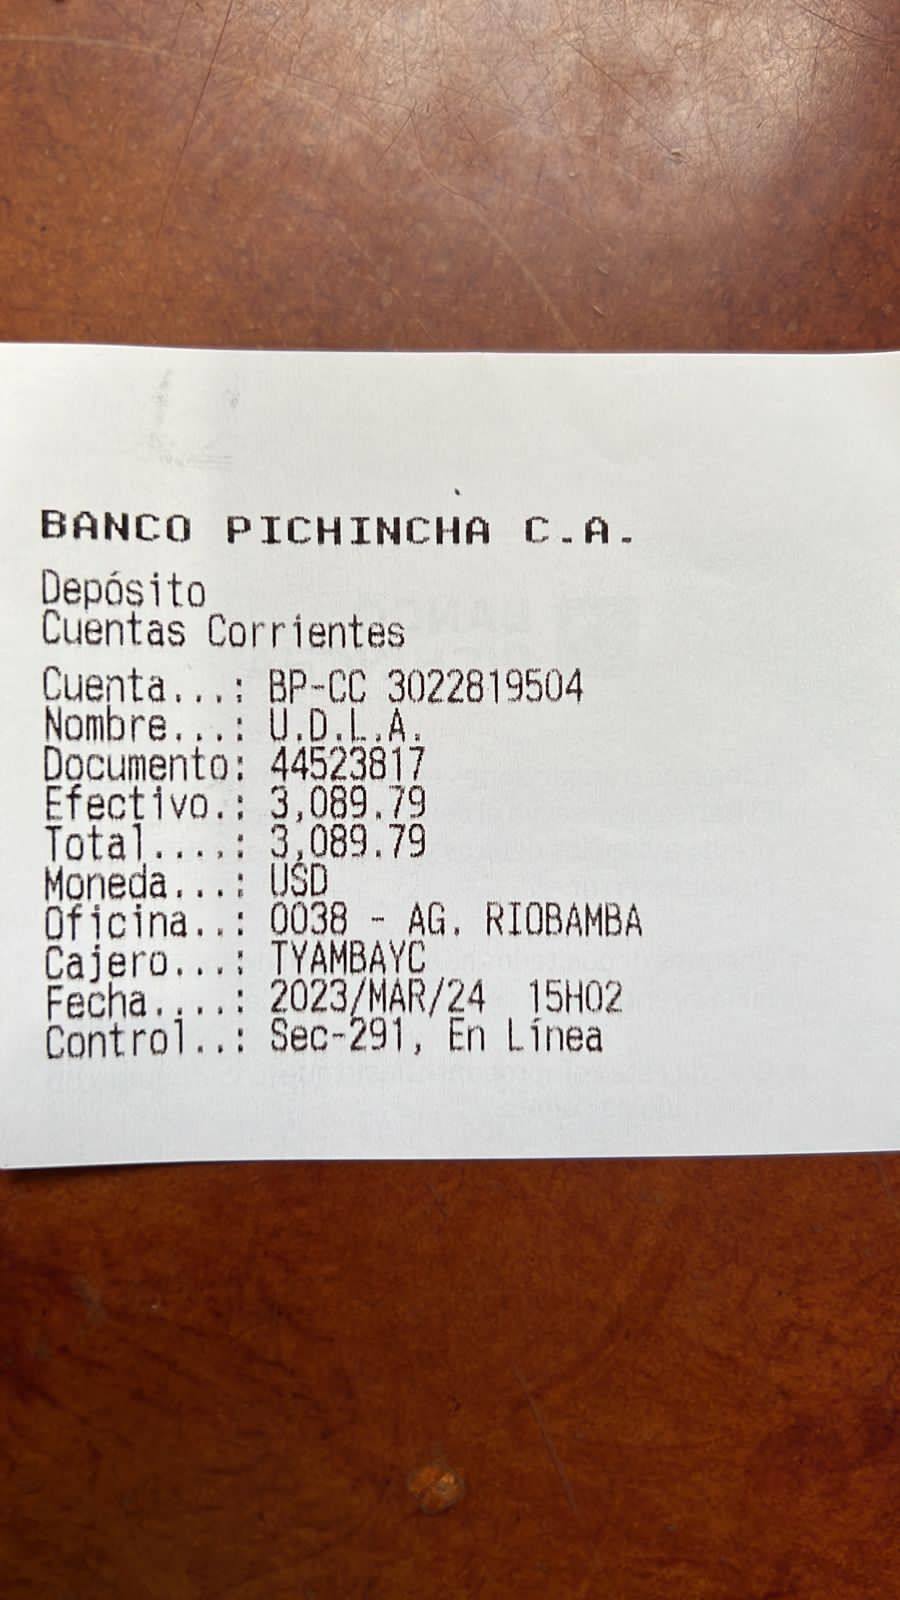 BANCO PICHINCHA C.A.
Depósito
Cuentas Corrientes
Cuenta...: BP-CC 3022819504
Nombre...: U.D.L.A.
Documento: 44523817
Efectivo.: 3,089.79
Total....: 3,089.79
Moneda...: USD
Oficina..: 0038 - AG. RIOBAMBA
Cajero...: TYAMBAYC
Fecha....: 2023/MAR/24  15H02
Control..: Sec-291, En Línea